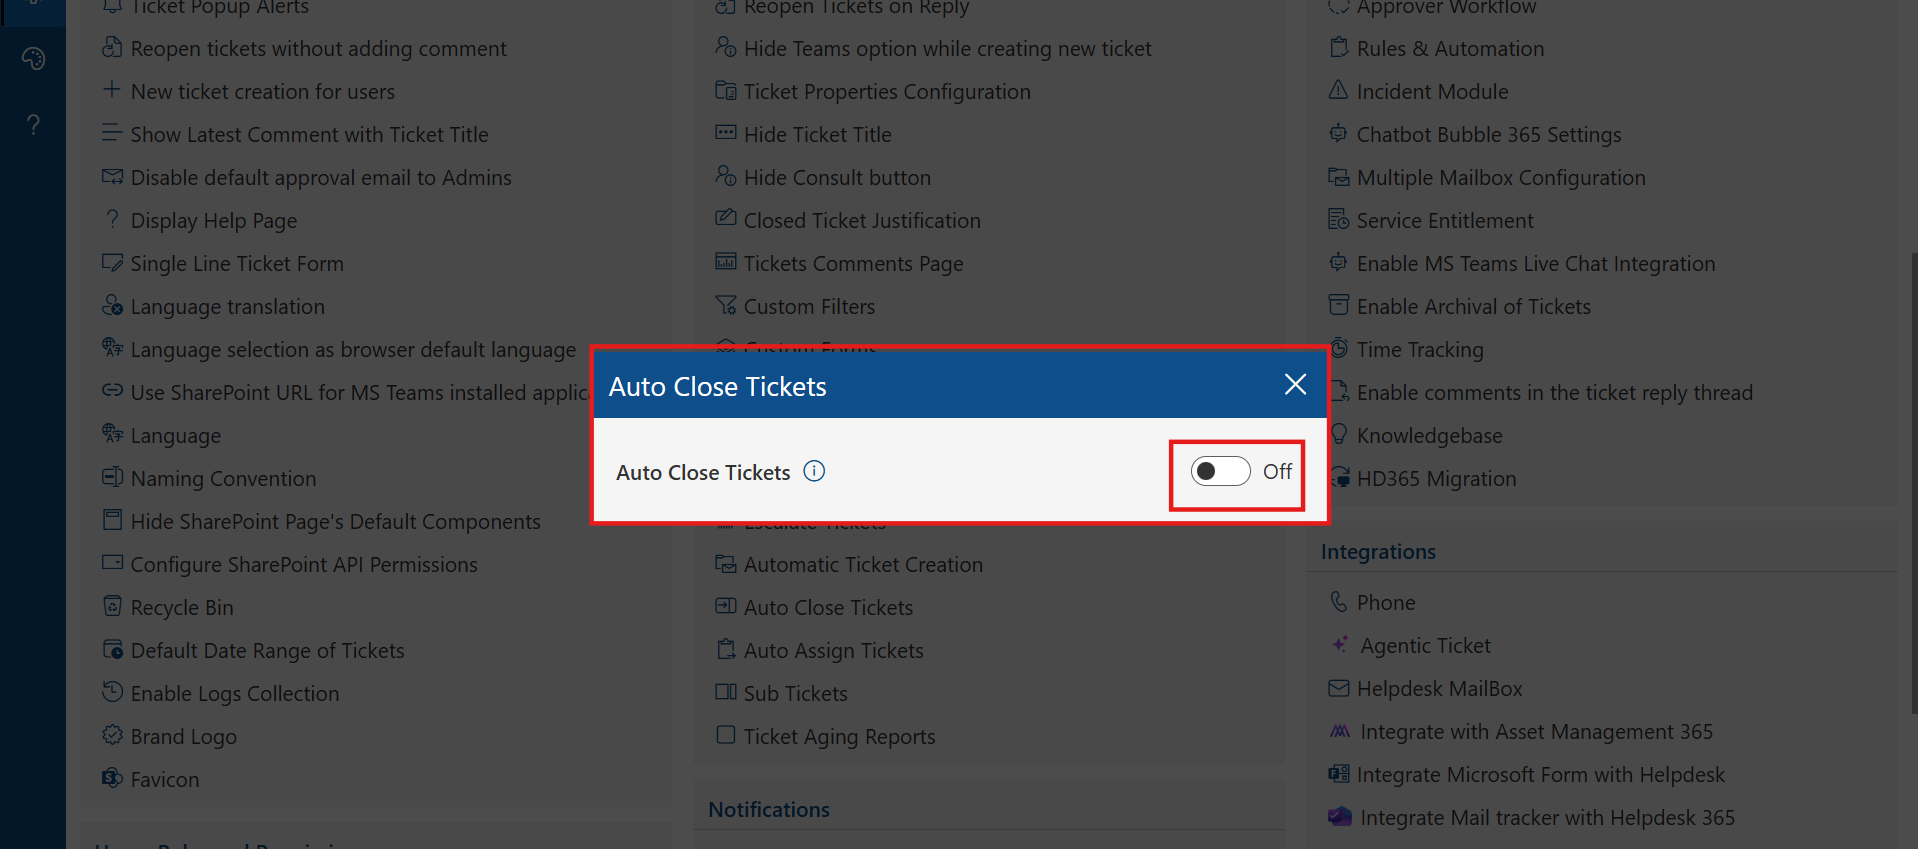 Ticket Popup Alerts
Reopen tickets without adding comment
New ticket creation for users
Show Latest Comment with Ticket Title
Disable default approval email to Admins
Display Help Page
Single Line Ticket Form
Language translation
Language selection as browser default language
Use SharePoint URL for MS Teams installed applic
Language
Naming Convention
Hide SharePoint Page's Default Components
Configure SharePoint API Permissions
Recycle Bin
Default Date Range of Tickets
Enable Logs Collection
Brand Logo
Favicon
Reopen Tickets on Reply
Hide Teams option while creating new ticket
Ticket Properties Configuration
Hide Ticket Title
Hide Consult button
Closed Ticket Justification
Tickets Comments Page
Custom Filters
Custom Forms
Auto Close Tickets
Auto Close Tickets
Off
Escalate Tickets
Automatic Ticket Creation
Auto Close Tickets
Auto Assign Tickets
Sub Tickets
Ticket Aging Reports
Notifications
Approver Workflow
Rules & Automation
Incident Module
Chatbot Bubble 365 Settings
Multiple Mailbox Configuration
Service Entitlement
Enable MS Teams Live Chat Integration
Enable Archival of Tickets
Time Tracking
Enable comments in the ticket reply thread
Knowledgebase
HD365 Migration
Integrations
Phone
Agentic Ticket
Helpdesk MailBox
Integrate with Asset Management 365
Integrate Microsoft Form with Helpdesk
Integrate Mail tracker with Helpdesk 365